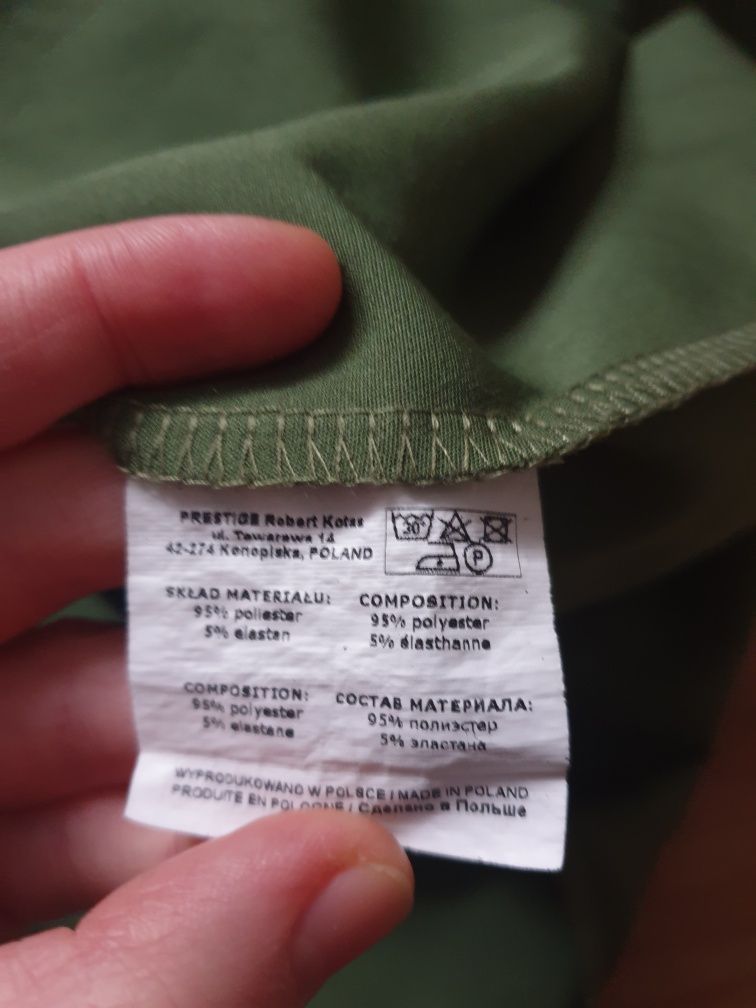 PRESTIGE Robert Kotas
ul. Towarowa 14
42-274 Konopiska, POLAND
30
P
SKŁAD MATERIAŁU:
95% poliester
5% elastan
COMPOSITION:
95% polyester
5% élasthanne
COMPOSITION:
95% polyester
5% elastane
СОСТАВ МАТЕРИАЛА:
95% полиэстар
5% эластана
WYPRODUKOWANO W POLSCE / MADE IN POLAND
PRODUITE EN POLOGNE / Сделано в Польше